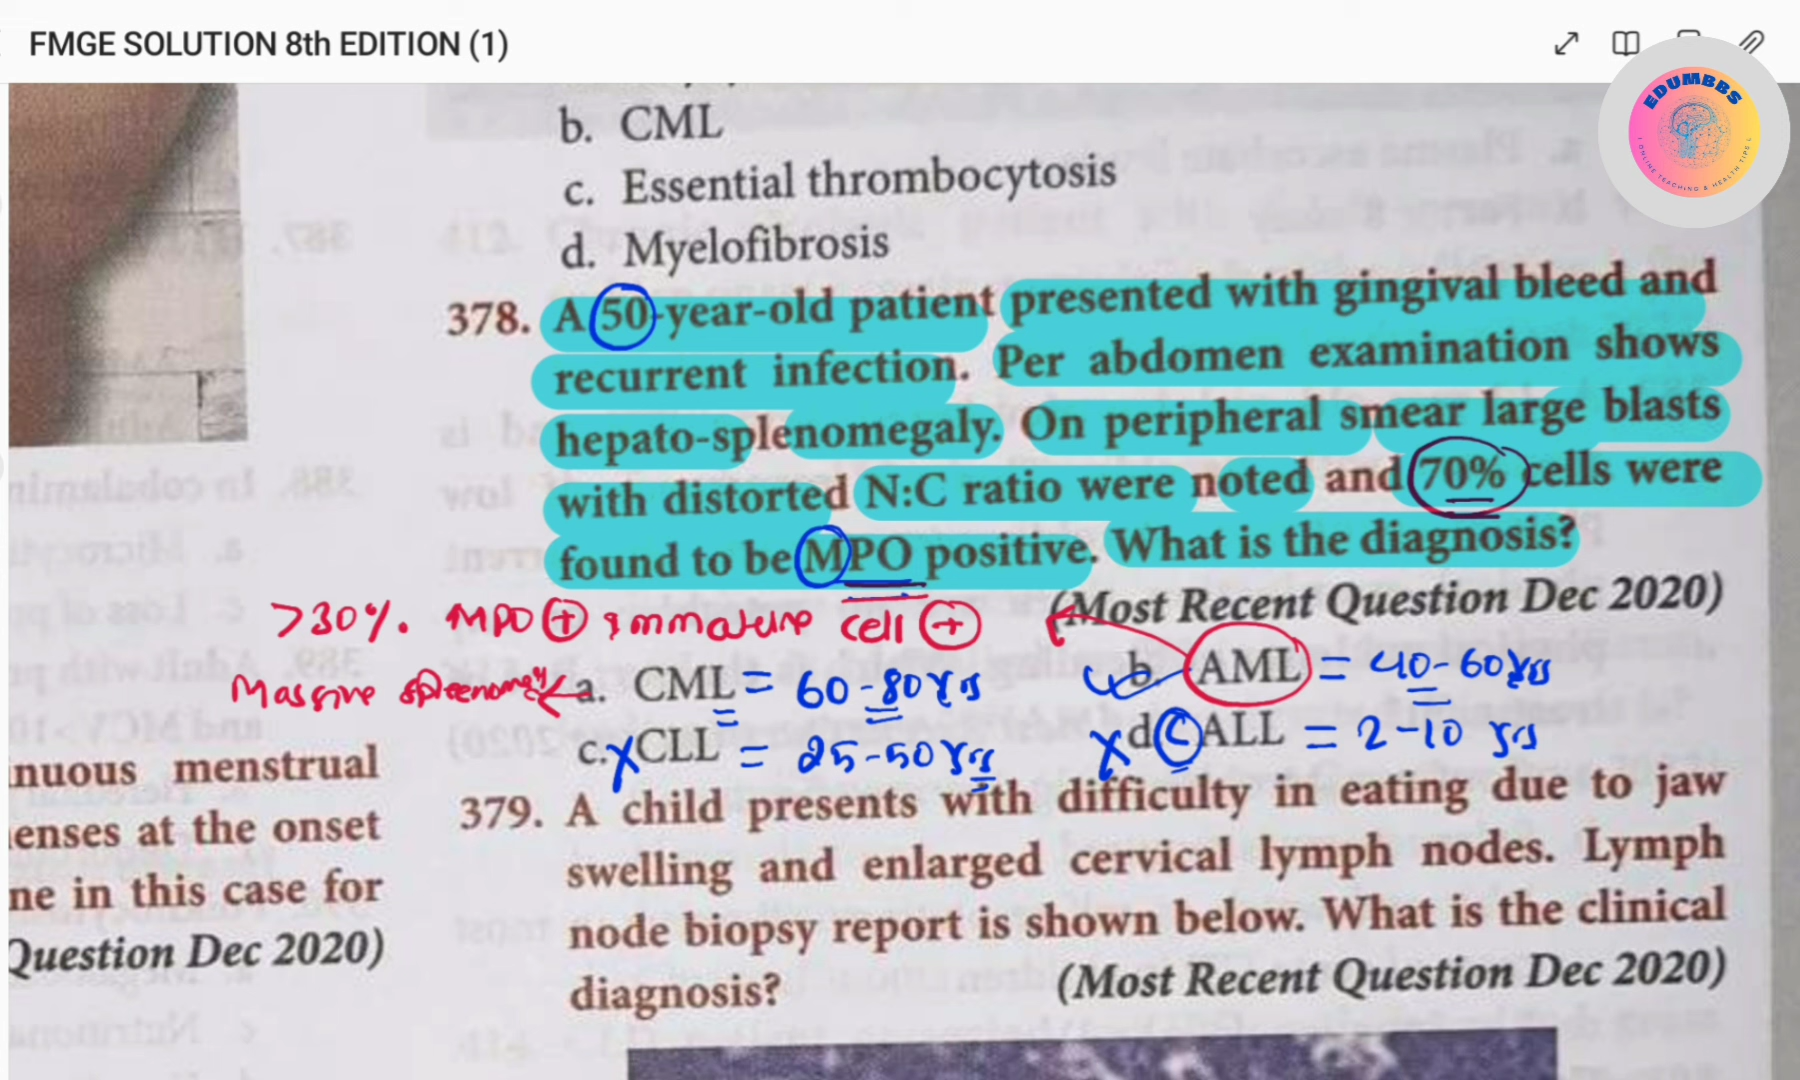 FMGE SOLUTION 8th EDITION (1)
EDUMBBS
ONLINE TEACHING & HEALTH TIPS
b. CML
c. Essential thrombocytosis
d. Myelofibrosis
378. A 50-year-old patient presented with gingival bleed and
recurrent infection. Per abdomen examination shows
hepato-splenomegaly. On peripheral smear large blasts
with distorted N:C ratio were noted and 70% cells were
found to be MPO positive. What is the diagnosis?
(Most Recent Question Dec 2020)
>30%. MPO + immature cell +
Massive spleenomegaly a. CML = 60-80 yrs b. AML = 40-60 yrs
c. X CLL = 25-50 yrs X d. C ALL = 2-10 yrs
nuous menstrual
enses at the onset
ne in this case for
Question Dec 2020)
379. A child presents with difficulty in eating due to jaw
swelling and enlarged cervical lymph nodes. Lymph
node biopsy report is shown below. What is the clinical
diagnosis? (Most Recent Question Dec 2020)